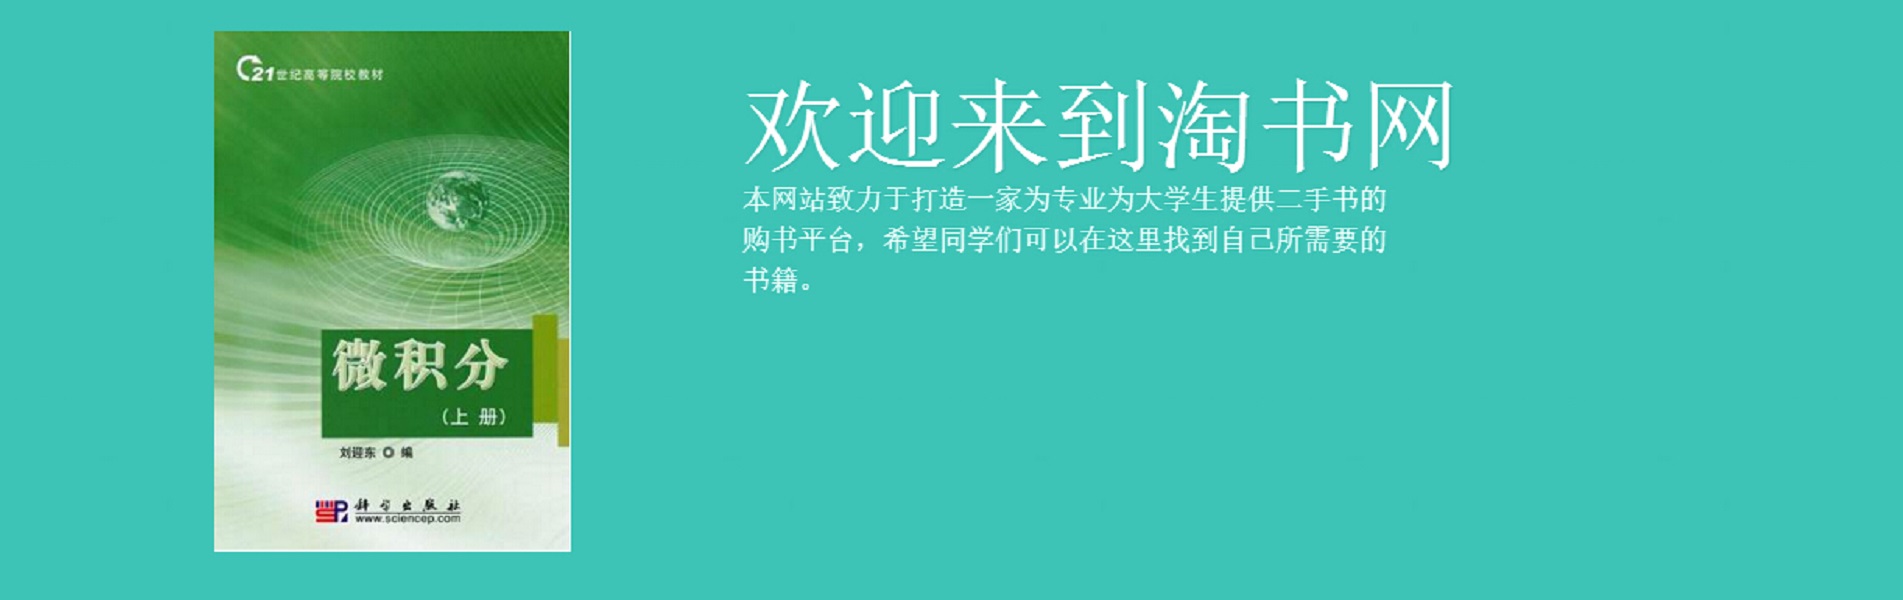 21世纪高等院校教材
微积分
（上 册）
刘迎东 ◎ 编
科学出版社
www.sciencep.com
欢迎来到淘书网
本网站致力于打造一家为专业为大学生提供二手书的
购书平台，希望同学们可以在这里找到自己所需要的
书籍。